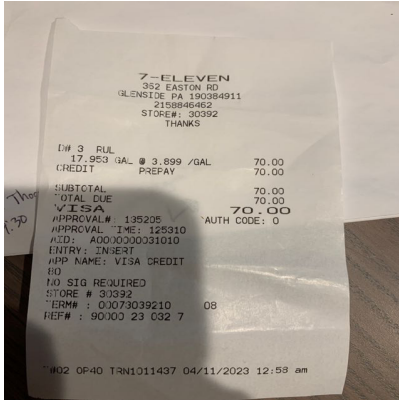 7-ELEVEN
352 EASTON RD
GLENSIDE PA 190384911
2158846462
STORE#: 30392
THANKS
D# 3 RUL
17.953 GAL @ 3.899 /GAL 70.00
CREDIT PREPAY 70.00
SUBTOTAL 70.00
TOTAL DUE 70.00
VISA 70.00
APPROVAL#: 135205 AUTH CODE: 0
APPROVAL TIME: 125310
AID: A0000000031010
ENTRY: INSERT
APP NAME: VISA CREDIT
80
NO SIG REQUIRED
STORE # 30392
TERM# : 00073039210 08
REF# : 90000 23 032 7
#02 OP40 TRN1011437 04/11/2023 12:58 am